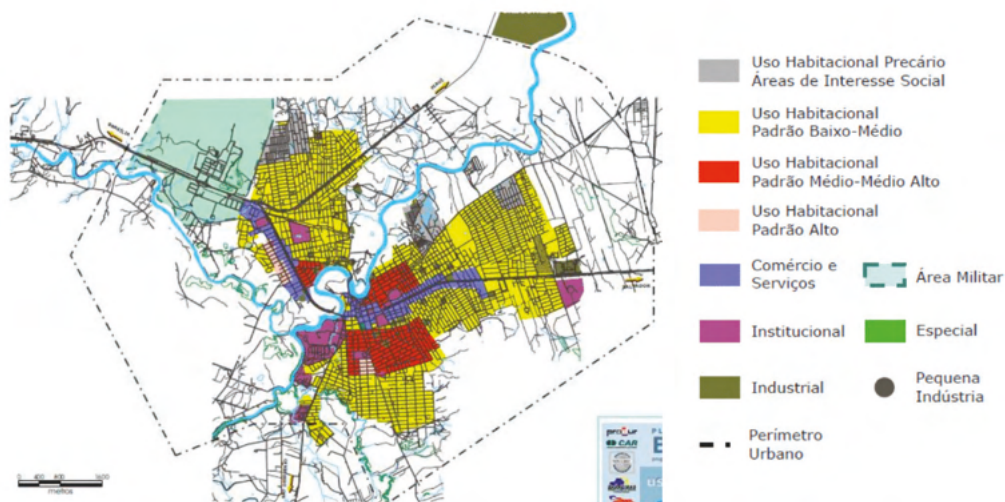 Uso Habitacional Precário
Áreas de Interesse Social
Uso Habitacional
Padrão Baixo-Médio
Uso Habitacional
Padrão Médio-Médio Alto
Uso Habitacional
Padrão Alto
Comércio e
Serviços
Área Militar
Institucional
Especial
Industrial
Pequena
Indústria
Perímetro
Urbano
metros
CAR